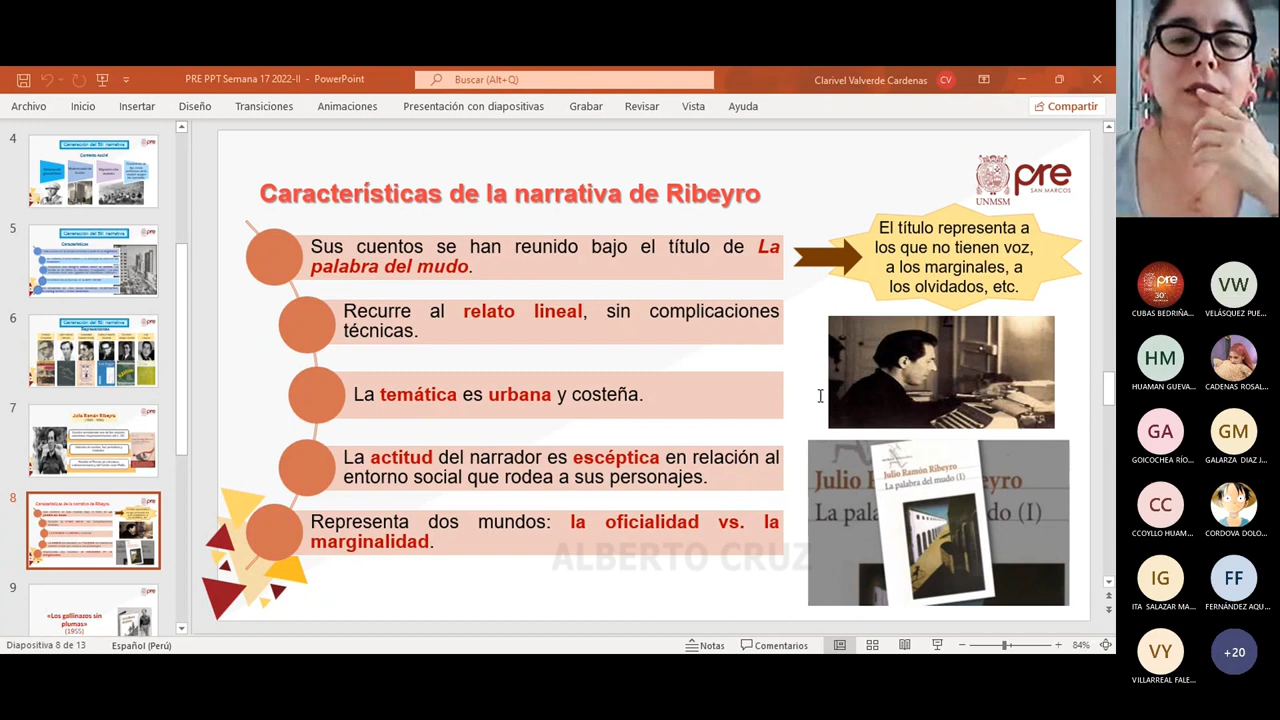 PRE PPT Semana 17 2022-II - PowerPoint
Buscar (Alt+Q)
Clarivel Valverde Cardenas
CV
Archivo
Inicio
Insertar
Diseño
Transiciones
Animaciones
Presentación con diapositivas
Grabar
Revisar
Vista
Ayuda
Compartir
4
5
6
7
8
9
«Los gallinazos sin
plumas»
(1955)
Características de la narrativa de Ribeyro
UNMSM
pre
SAN MARCOS
Sus cuentos se han reunido bajo el título de La
palabra del mudo.
El título representa a
los que no tienen voz,
a los marginales, a
los olvidados, etc.
Recurre al relato lineal, sin complicaciones
técnicas.
La temática es urbana y costeña.
La actitud del narrador es escéptica en relación al
entorno social que rodea a sus personajes.
Representa dos mundos: la oficialidad vs. la
marginalidad.
ALBERTO CRUZ
Julio Ramón Ribeyro
La palabra del mudo (I)
Diapositiva 8 de 13
Español (Perú)
Notas
Comentarios
84%
CUBAS BEDRIÑA...
VW
VELÁSQUEZ PUE...
HM
HUAMAN GUEVA...
CADENAS ROSAL...
GA
GOICOCHEA RÍO...
GM
GALARZA DIAZ J...
CC
CCOYLLO HUAM...
CORDOVA DOLO...
IG
ITA SALAZAR MA...
FF
FERNÁNDEZ AQU...
VY
VILLARREAL FALE...
+20